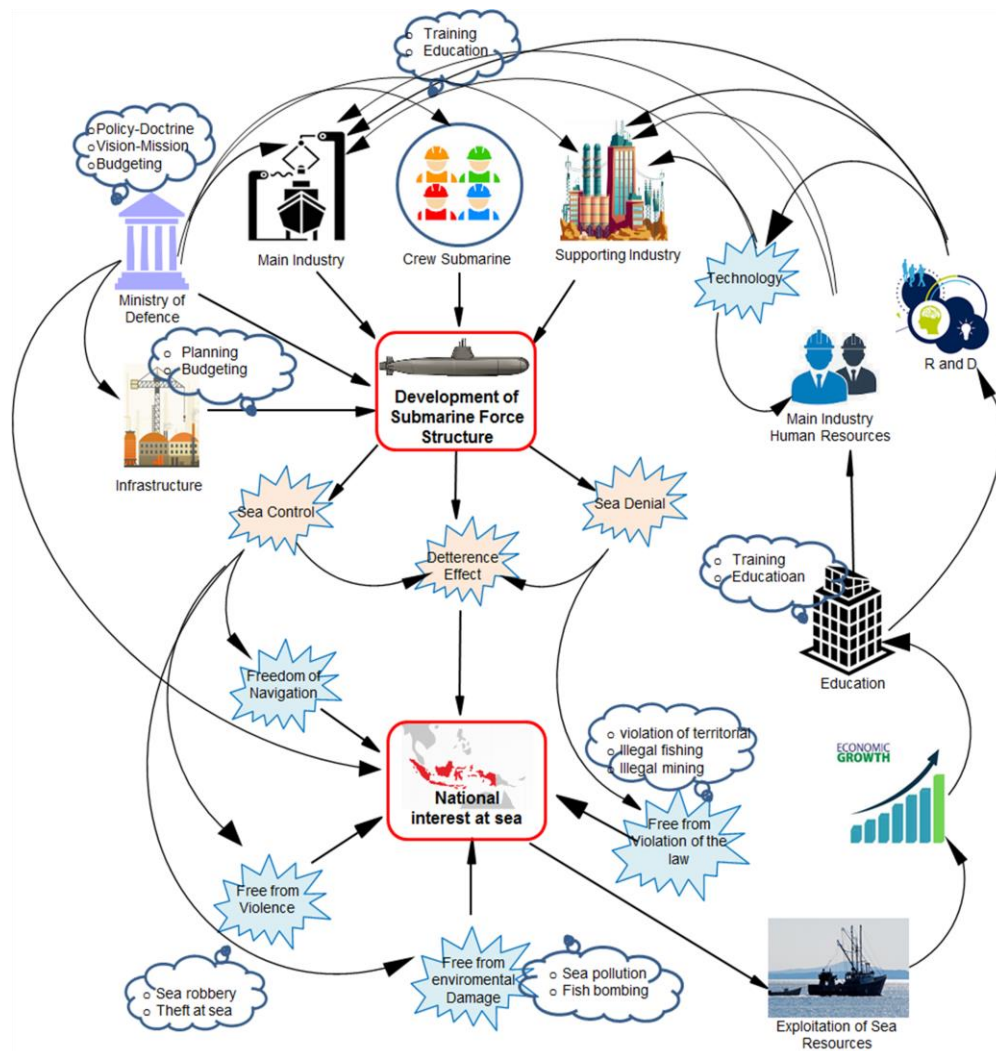 Training
Education
Policy-Doctrine
Vision-Mission
Budgeting
Main Industry
Crew Submarine
Supporting Industry
Technology
Ministry of
Defence
R and D
Planning
Budgeting
Development of
Submarine Force
Structure
Main Industry
Human Resources
Infrastructure
Sea Control
Sea Denial
Detterence
Effect
Training
Educatioan
Education
Freedom of
Navigation
violation of territorial
Illegal fishing
Illegal mining
ECONOMIC
GROWTH
National
interest at sea
Free from
Violation of the
law
Free from
Violence
Free from
enviromental
Damage
Sea robbery
Theft at sea
Sea pollution
Fish bombing
Exploitation of Sea
Resources